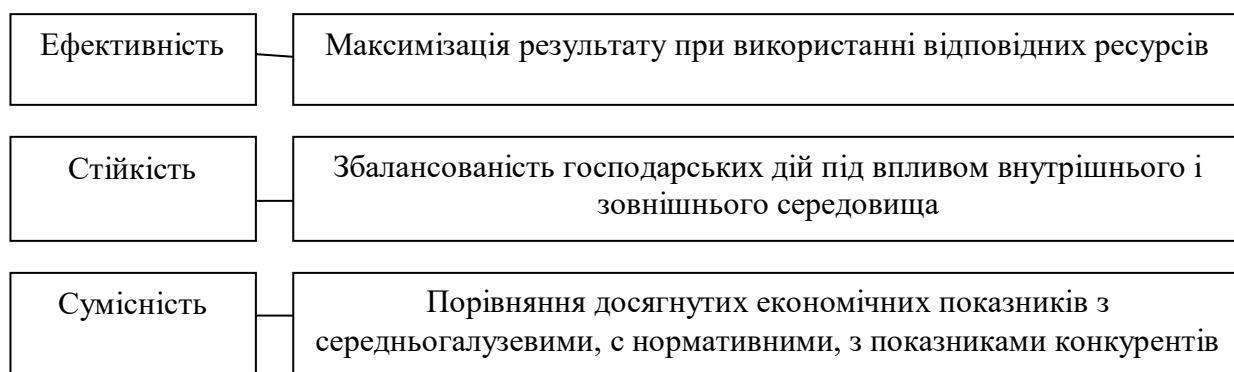 Ефективність
Максимізація результату при використанні відповідних ресурсів
Стійкість
Збалансованість господарських дій під впливом внутрішнього і
зовнішнього середовища
Сумісність
Порівняння досягнутих економічних показників з
середньогалузевими, с нормативними, з показниками конкурентів